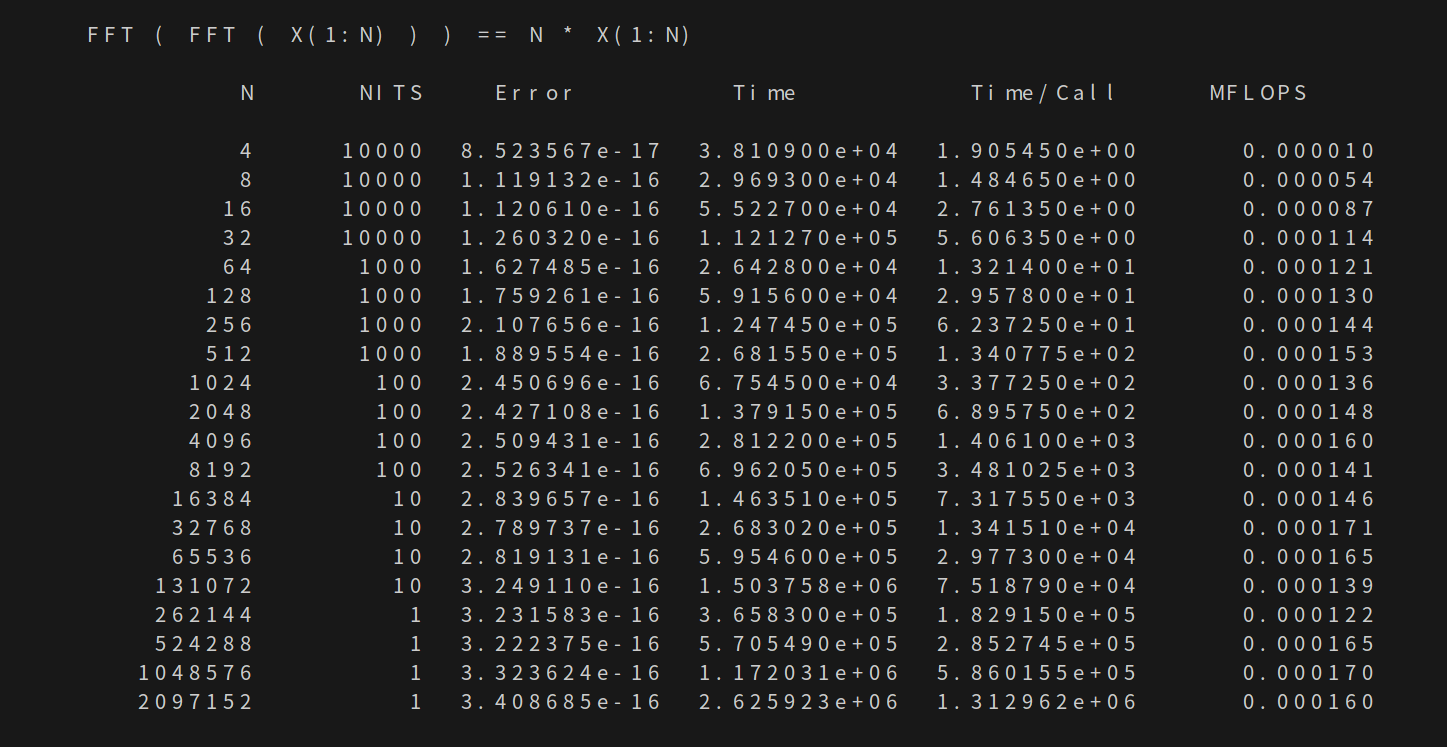 FFT ( FFT ( X(1:N) ) ) == N * X(1:N)
N NITS Error Time Time/Call MFLOPS
4 10000 8.523567e-17 3.810900e+04 1.905450e+00 0.000010
8 10000 1.119132e-16 2.969300e+04 1.484650e+00 0.000054
16 10000 1.120610e-16 5.522700e+04 2.761350e+00 0.000087
32 10000 1.260320e-16 1.121270e+05 5.606350e+00 0.000114
64 1000 1.627485e-16 2.642800e+04 1.321400e+01 0.000121
128 1000 1.759261e-16 5.915600e+04 2.957800e+01 0.000130
256 1000 2.107656e-16 1.247450e+05 6.237250e+01 0.000144
512 1000 1.889554e-16 2.681550e+05 1.340775e+02 0.000153
1024 100 2.450696e-16 6.754500e+04 3.377250e+02 0.000136
2048 100 2.427108e-16 1.379150e+05 6.895750e+02 0.000148
4096 100 2.509431e-16 2.812200e+05 1.406100e+03 0.000160
8192 100 2.526341e-16 6.962050e+05 3.481025e+03 0.000141
16384 10 2.839657e-16 1.463510e+05 7.317550e+03 0.000146
32768 10 2.789737e-16 2.683020e+05 1.341510e+04 0.000171
65536 10 2.819131e-16 5.954600e+05 2.977300e+04 0.000165
131072 10 3.249110e-16 1.503758e+06 7.518790e+04 0.000139
262144 1 3.231583e-16 3.658300e+05 1.829150e+05 0.000122
524288 1 3.222375e-16 5.705490e+05 2.852745e+05 0.000165
1048576 1 3.323624e-16 1.172031e+06 5.860155e+05 0.000170
2097152 1 3.408685e-16 2.625923e+06 1.312962e+06 0.000160